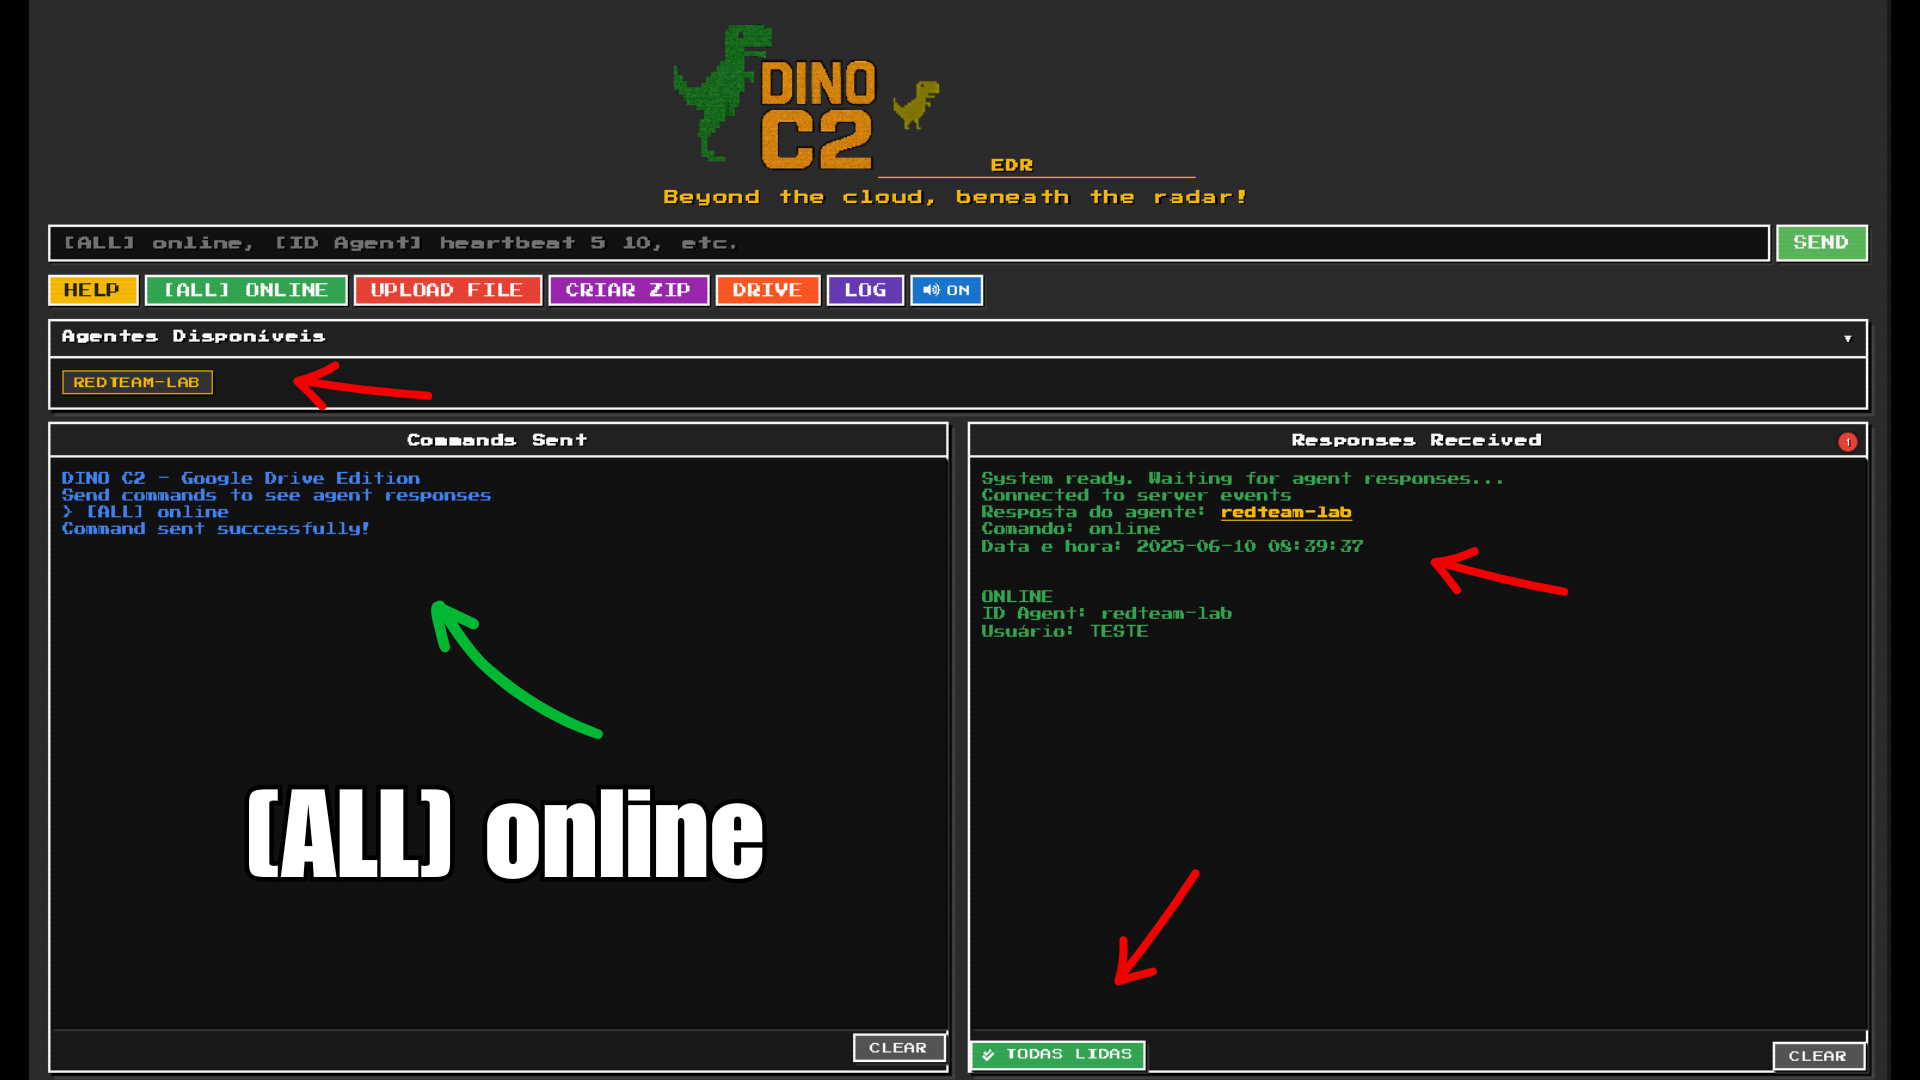 DINO
C2
EDR
Beyond the cloud, beneath the radar!
[ALL] online, [ID Agent] heartbeat 5 10, etc.
SEND
HELP
[ALL] ONLINE
UPLOAD FILE
CRIAR ZIP
DRIVE
LOG
ON
Agentes Disponíveis
REDTEAM-LAB
Commands Sent
DINO C2 - Google Drive Edition
Send commands to see agent responses
> [ALL] online
Command sent successfully!
(ALL) online
CLEAR
Responses Received
1
System ready. Waiting for agent responses...
Connected to server events
Resposta do agente: redteam-lab
Comando: online
Data e hora: 2025-06-10 08:39:37
ONLINE
ID Agent: redteam-lab
Usuário: TESTE
TODAS LIDAS
CLEAR